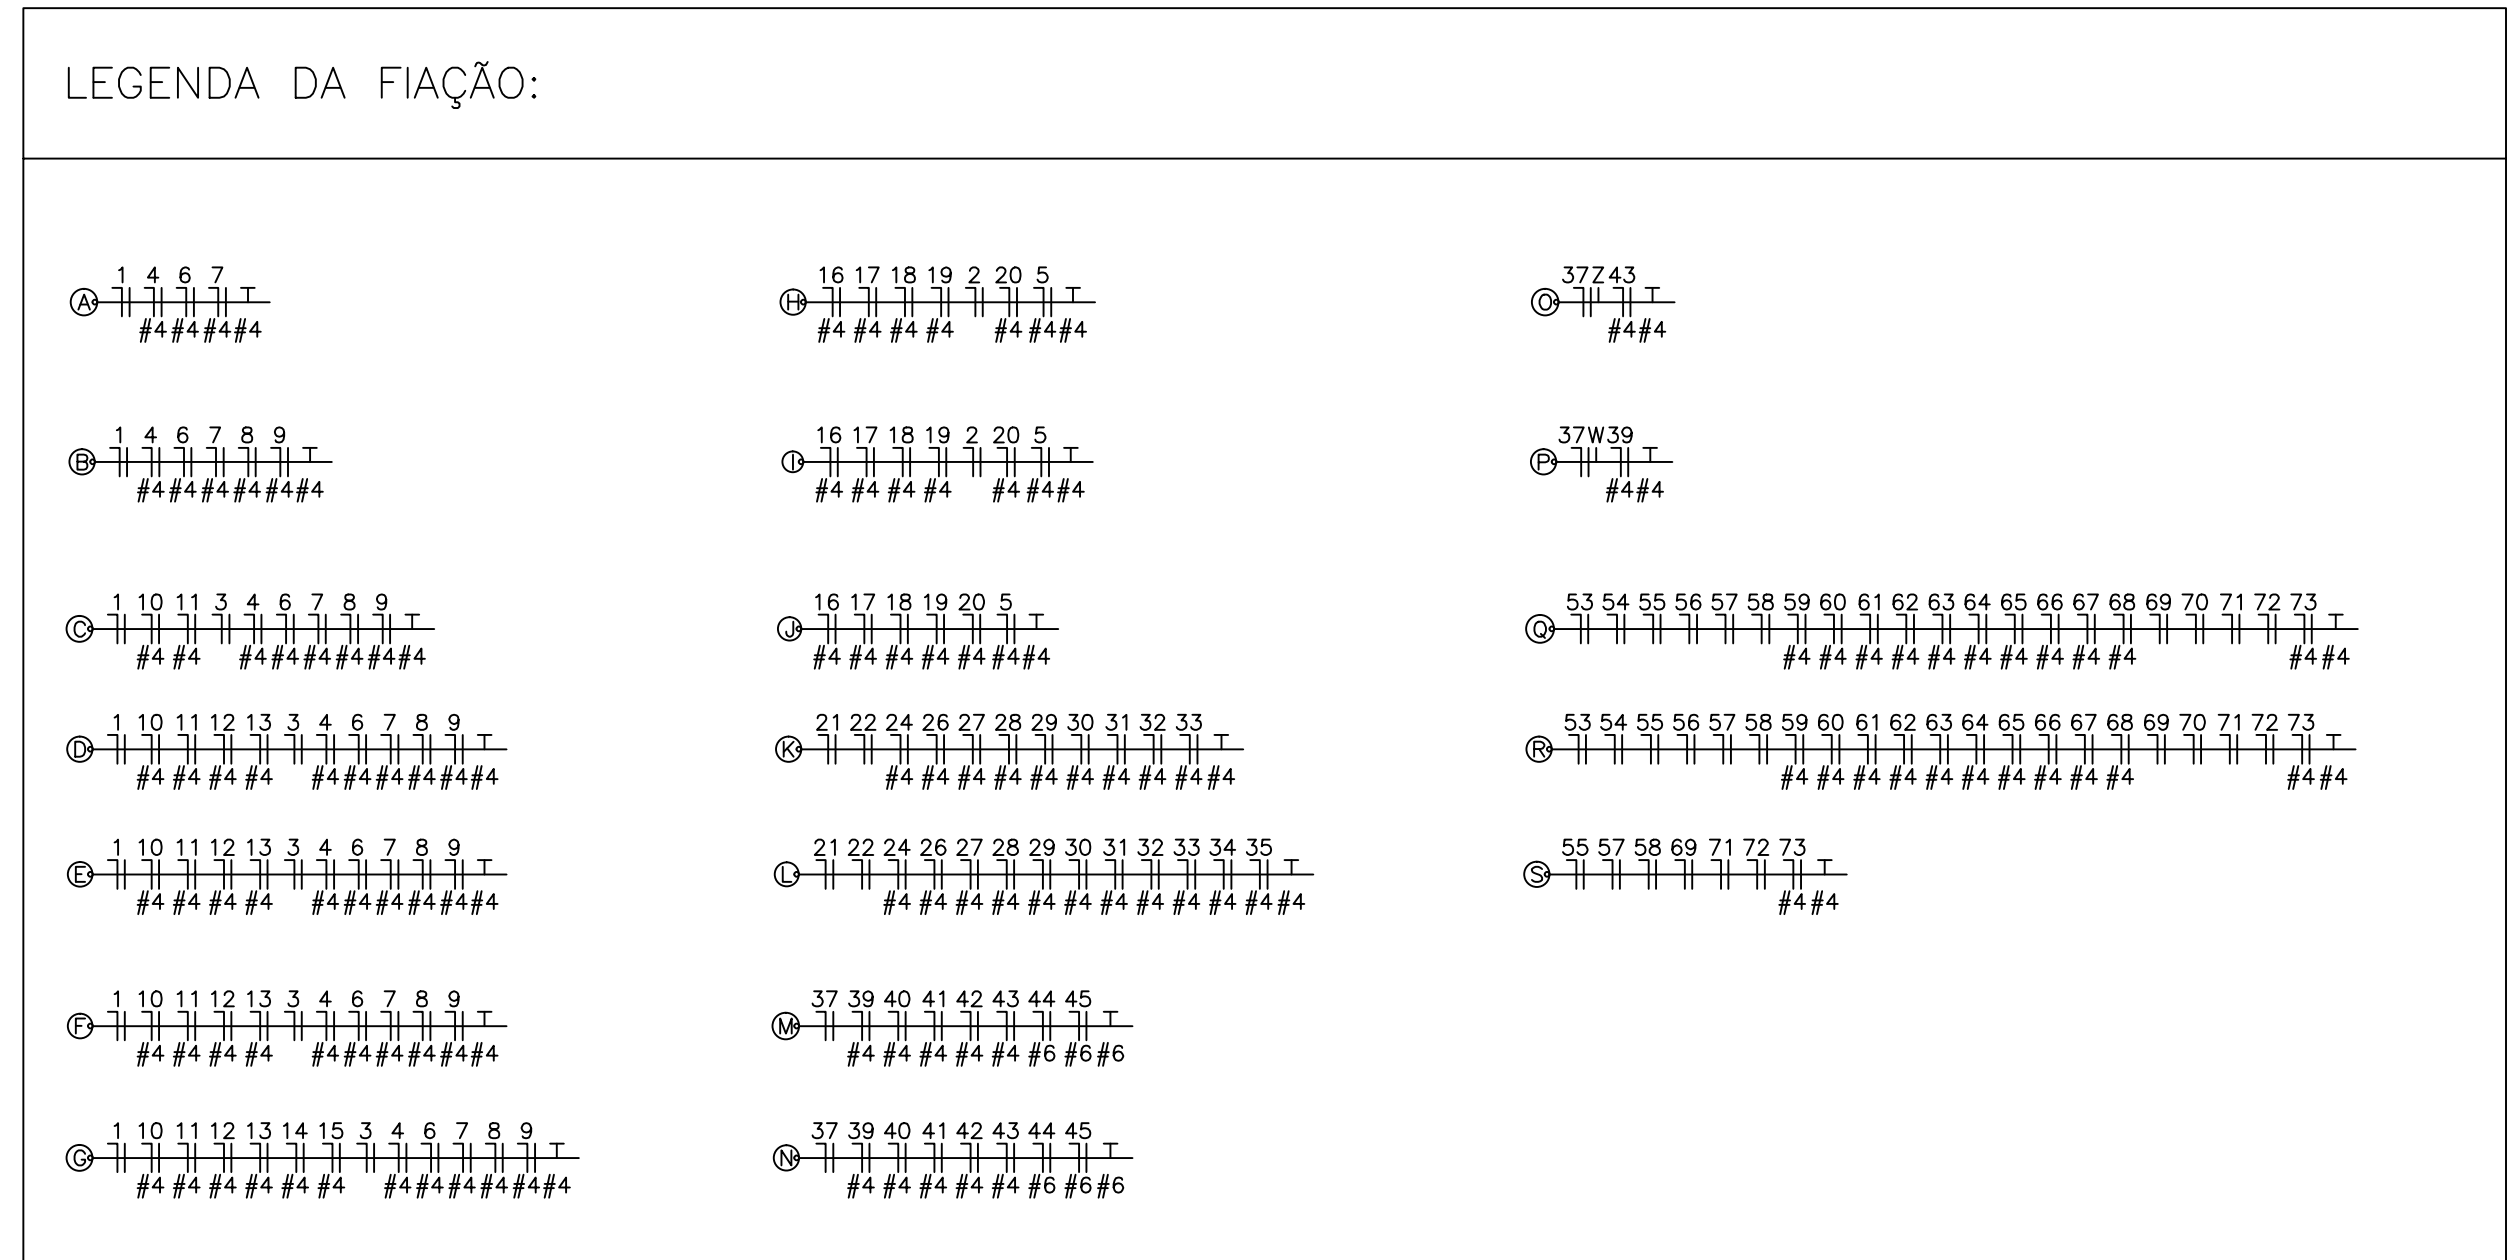 LEGENDA DA FIAÇÃO:
1 4 6 7
A
#4 #4 #4 #4
1 4 6 7 8 9
B
#4 #4 #4 #4 #4 #4
1 10 11 3 4 6 7 8 9
C
#4 #4 #4 #4 #4 #4 #4 #4
1 10 11 12 13 3 4 6 7 8 9
D
#4 #4 #4 #4 #4 #4 #4 #4 #4 #4
1 10 11 12 13 3 4 6 7 8 9
E
#4 #4 #4 #4 #4 #4 #4 #4 #4 #4
1 10 11 12 13 3 4 6 7 8 9
F
#4 #4 #4 #4 #4 #4 #4 #4 #4 #4
1 10 11 12 13 14 15 3 4 6 7 8 9
G
#4 #4 #4 #4 #4 #4 #4 #4 #4 #4 #4 #4
16 17 18 19 2 20 5
H
#4 #4 #4 #4 #4 #4 #4
16 17 18 19 2 20 5
I
#4 #4 #4 #4 #4 #4 #4
16 17 18 19 20 5
J
#4 #4 #4 #4 #4 #4 #4
21 22 24 26 27 28 29 30 31 32 33
K
#4 #4 #4 #4 #4 #4 #4 #4 #4 #4
21 22 24 26 27 28 29 30 31 32 33 34 35
L
#4 #4 #4 #4 #4 #4 #4 #4 #4 #4 #4 #4
37 39 40 41 42 43 44 45
M
#4 #4 #4 #4 #4 #6 #6 #6
37 39 40 41 42 43 44 45
N
#4 #4 #4 #4 #4 #6 #6 #6
37Z43
O
#4 #4
37W39
P
#4 #4
53 54 55 56 57 58 59 60 61 62 63 64 65 66 67 68 69 70 71 72 73
Q
#4 #4 #4 #4 #4 #4 #4 #4 #4 #4 #4 #4
53 54 55 56 57 58 59 60 61 62 63 64 65 66 67 68 69 70 71 72 73
R
#4 #4 #4 #4 #4 #4 #4 #4 #4 #4 #4 #4
55 57 58 69 71 72 73
S
#4 #4